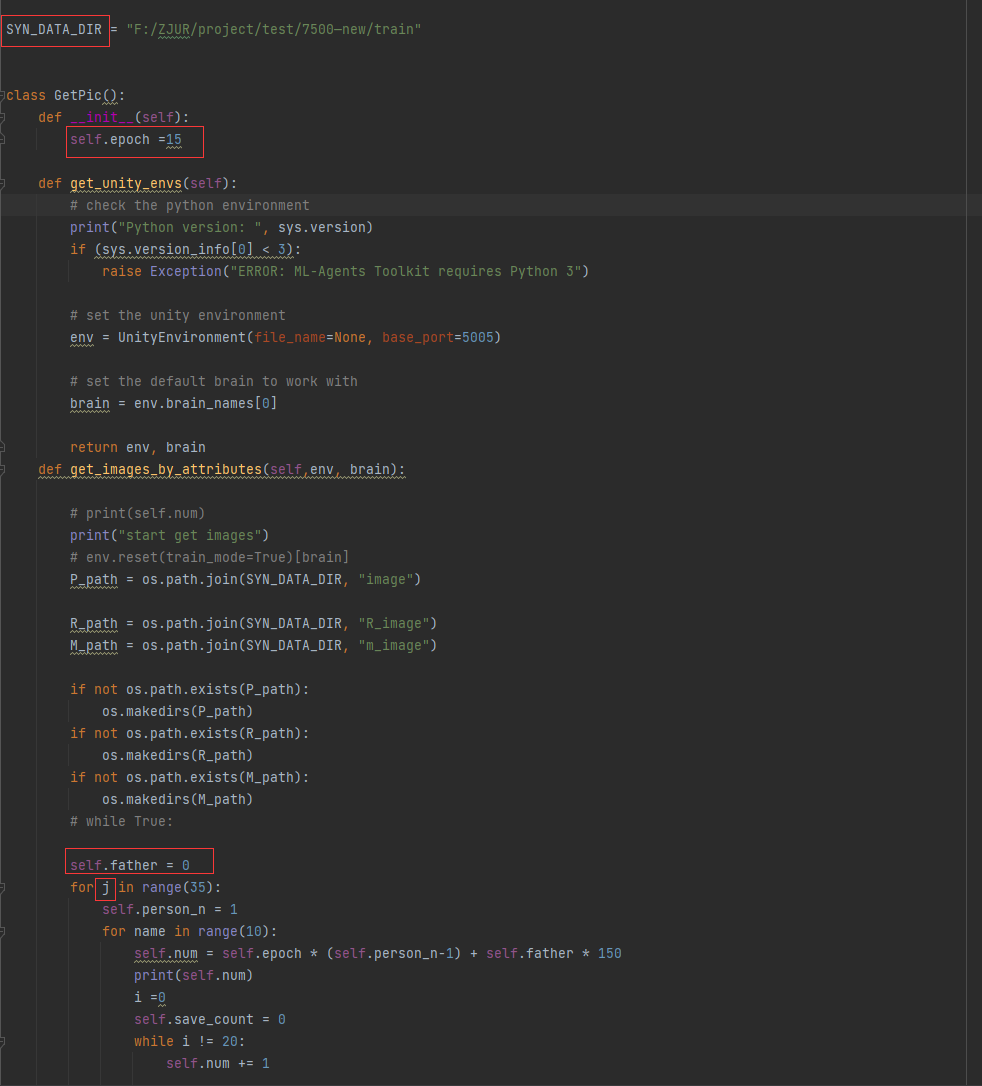 SYN_DATA_DIR = "F:/ZJUR/project/test/7500-new/train"
class GetPic():
def __init__(self):
self.epoch =15
def get_unity_envs(self):
# check the python environment
print("Python version: ", sys.version)
if (sys.version_info[0] < 3):
raise Exception("ERROR: ML-Agents Toolkit requires Python 3")
# set the unity environment
env = UnityEnvironment(file_name=None, base_port=5005)
# set the default brain to work with
brain = env.brain_names[0]
return env, brain
def get_images_by_attributes(self,env, brain):
# print(self.num)
print("start get images")
# env.reset(train_mode=True)[brain]
P_path = os.path.join(SYN_DATA_DIR, "image")
R_path = os.path.join(SYN_DATA_DIR, "R_image")
M_path = os.path.join(SYN_DATA_DIR, "m_image")
if not os.path.exists(P_path):
os.makedirs(P_path)
if not os.path.exists(R_path):
os.makedirs(R_path)
if not os.path.exists(M_path):
os.makedirs(M_path)
# while True:
self.father = 0
for j in range(35):
self.person_n = 1
for name in range(10):
self.num = self.epoch * (self.person_n-1) + self.father * 150
print(self.num)
i =0
self.save_count = 0
while i != 20:
self.num += 1